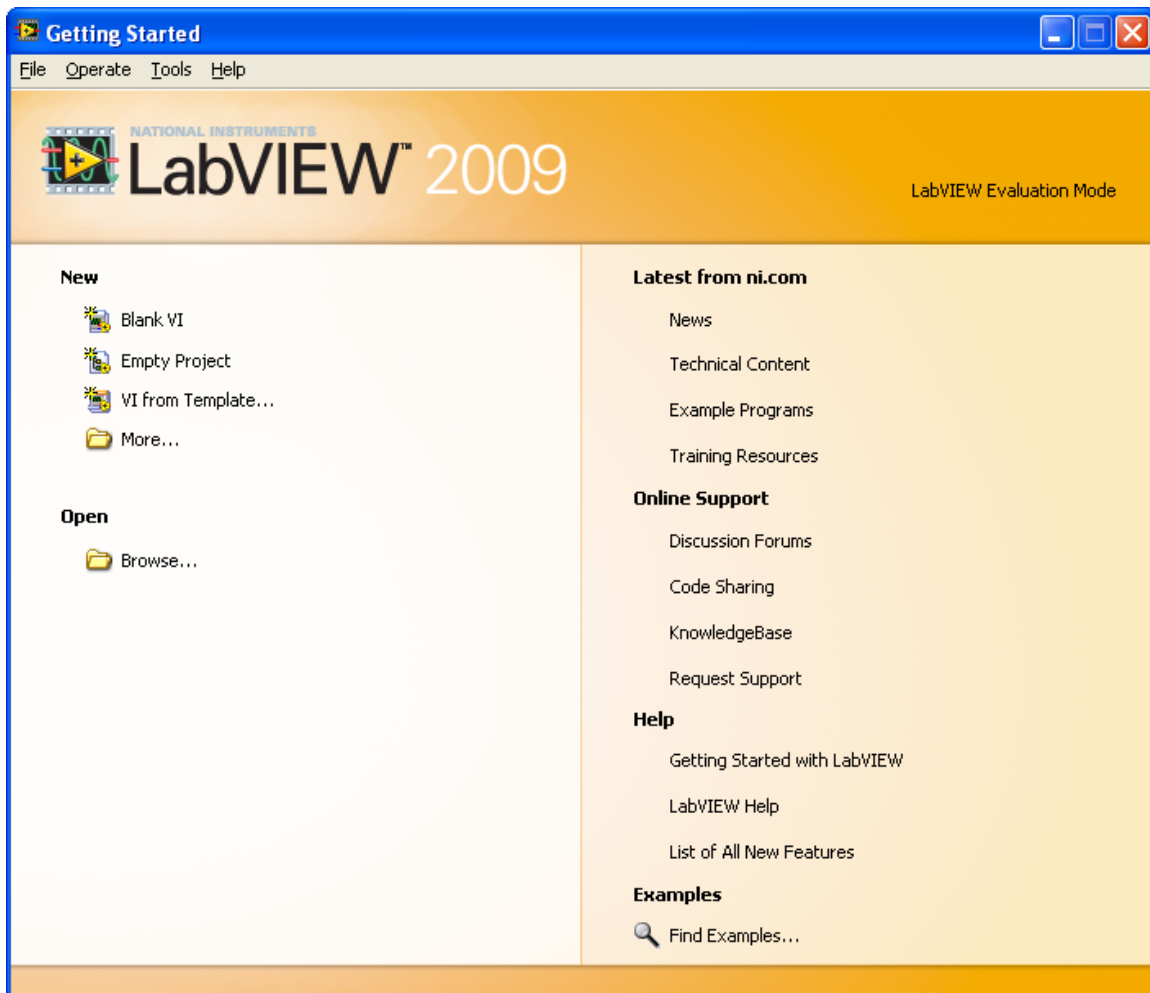 Getting Started
File Operate Tools Help
NATIONAL INSTRUMENTS
LabVIEW™ 2009
LabVIEW Evaluation Mode
New
Blank VI
Empty Project
VI from Template...
More...
Open
Browse...
Latest from ni.com
News
Technical Content
Example Programs
Training Resources
Online Support
Discussion Forums
Code Sharing
KnowledgeBase
Request Support
Help
Getting Started with LabVIEW
LabVIEW Help
List of All New Features
Examples
Find Examples...